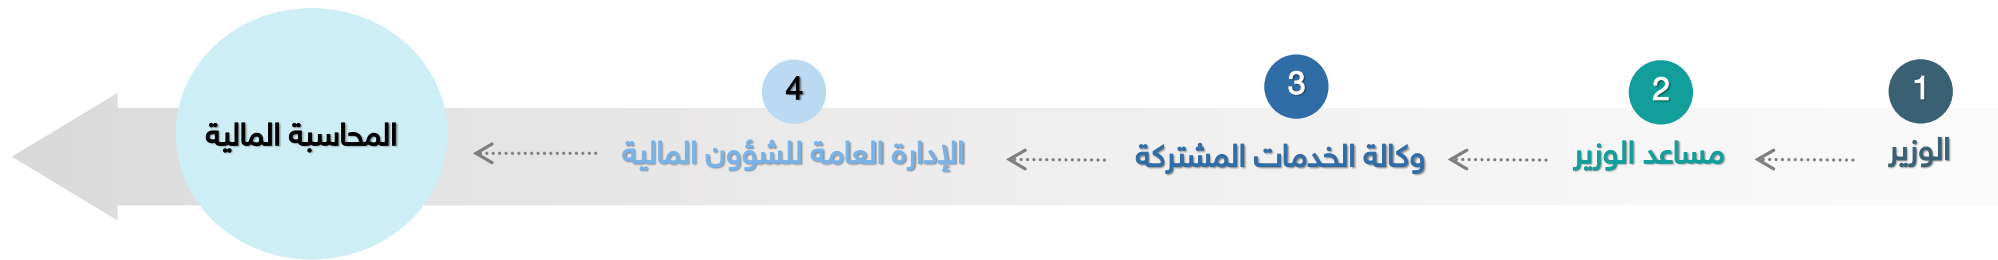 1
الوزير
2
مساعد الوزير
3
وكالة الخدمات المشتركة
4
الإدارة العامة للشؤون المالية
المحاسبة المالية